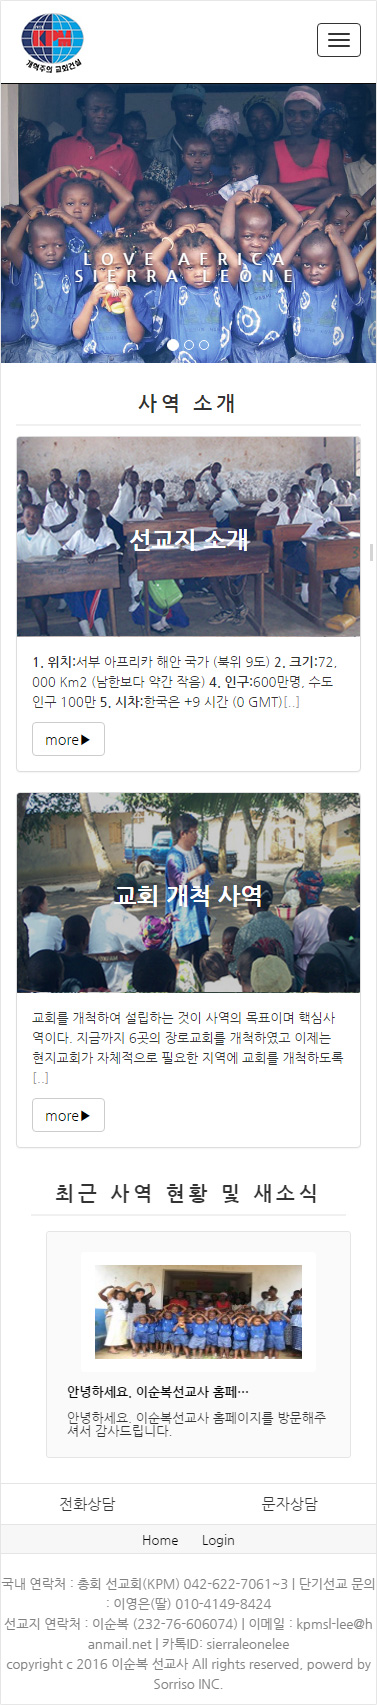 KPM
개혁주의 교회건설
LOVE AFRICA
SIERRA LEONE
사역 소개
선교지 소개
1. 위치:서부 아프리카 해안 국가 (북위 9도) 2. 크기:72,
000 Km2 (남한보다 약간 작음) 4. 인구:600만명, 수도
인구 100만 5. 시차:한국은 +9 시간 (0 GMT)[..]
more▶
교회 개척 사역
교회를 개척하여 설립하는 것이 사역의 목표이며 핵심사
역이다. 지금까지 6곳의 장로교회를 개척하였고 이제는
현지교회가 자체적으로 필요한 지역에 교회를 개척하도록
[..]
more▶
최근 사역 현황 및 새소식
안녕하세요. 이순복선교사 홈페…
안녕하세요. 이순복선교사 홈페이지를 방문해주
셔서 감사드립니다.
전화상담 문자상담
Home Login
국내 연락처 : 총회 선교회(KPM) 042-622-7061~3 | 단기선교 문의
: 이영은(딸) 010-4149-8424
선교지 연락처 : 이순복 (232-76-606074) | 이메일 : kpmsl-lee@h
anmail.net | 카톡ID: sierraleonelee
copyright c 2016 이순복 선교사 All rights reserved, powerd by
Sorriso INC.